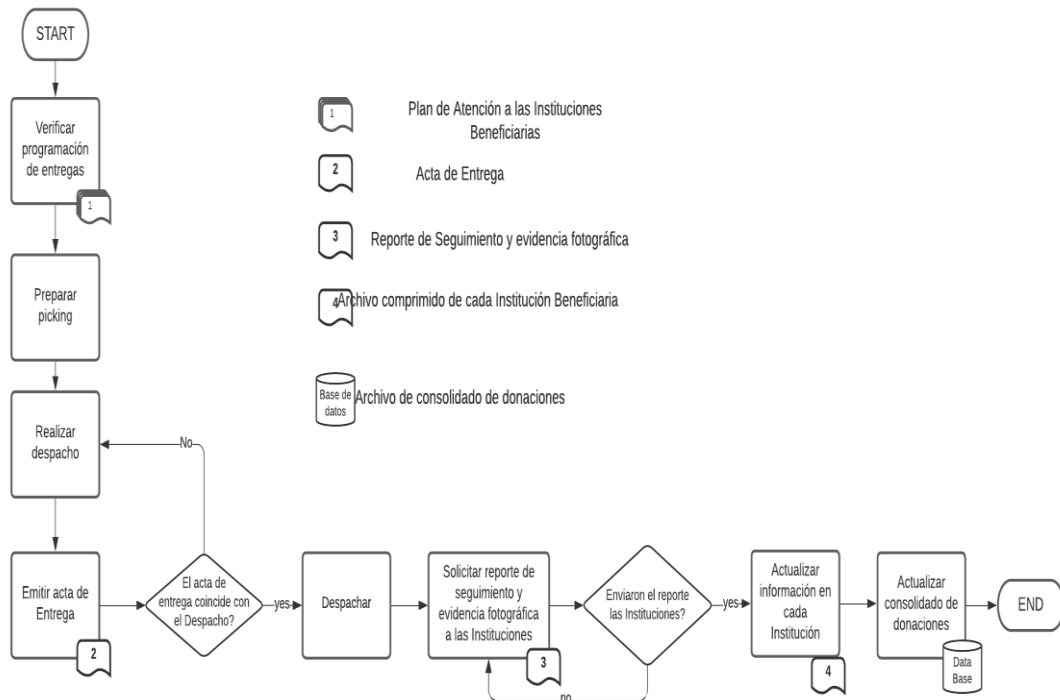 START
Verificar
programación
de entregas
1
Preparar
picking
Realizar
despacho
Emitir acta de
Entrega
2
No
El acta de
entrega coincide con
el Despacho?
yes
Despachar
Solicitar reporte de
seguimiento y
evidencia fotográfica
a las Instituciones
3
no
Enviaron el reporte
las Instituciones?
yes
Actualizar
información en
cada
Institución
4
Actualizar
consolidado de
donaciones
Data
Base
END
1
Plan de Atención a las Instituciones
Beneficiarias
2
Acta de Entrega
3
Reporte de Seguimiento y evidencia fotográfica
4
Archivo comprimido de cada Institución Beneficiaria
Base de
datos
Archivo de consolidado de donaciones